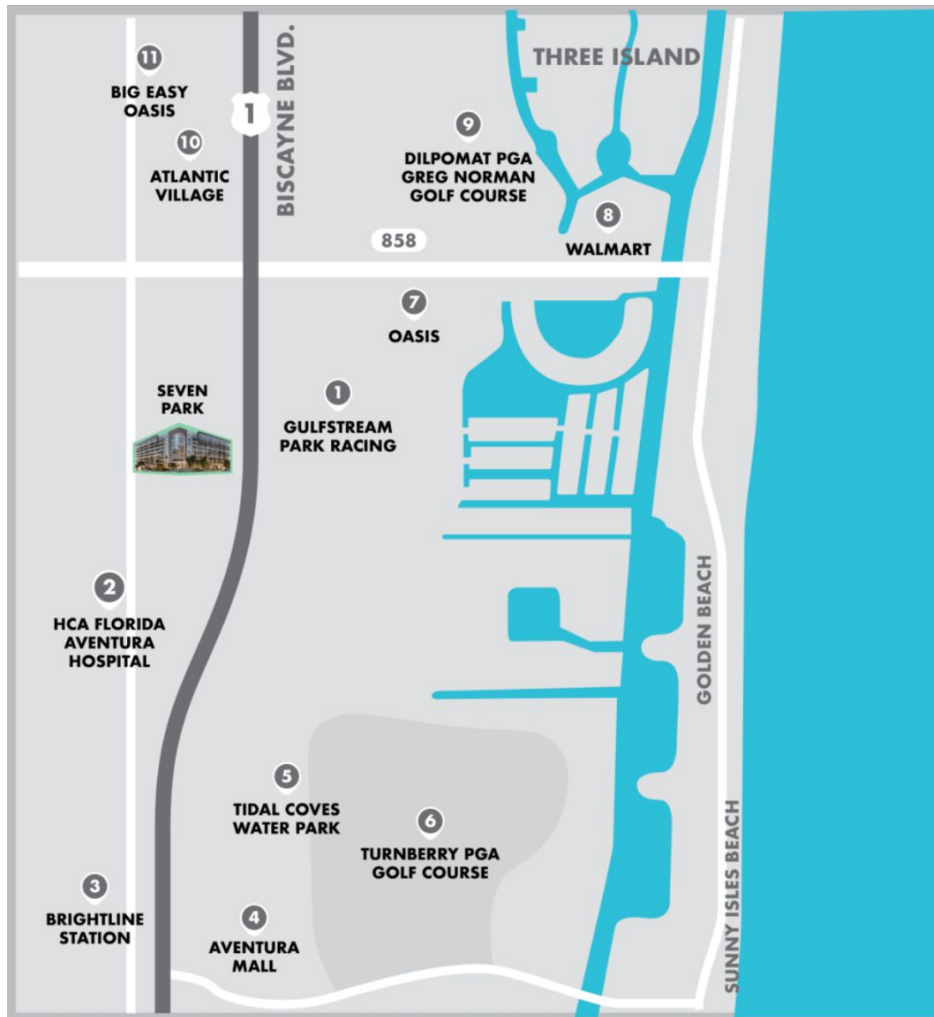 11
BIG EASY
OASIS
1
BISCAYNE BLVD.
THREE ISLAND
10
ATLANTIC
VILLAGE
9
DILPOMAT PGA
GREG NORMAN
GOLF COURSE
8
WALMART
858
7
OASIS
SEVEN
PARK
1
GULFSTREAM
PARK RACING
2
HCA FLORIDA
AVENTURA
HOSPITAL
GOLDEN BEACH
5
TIDAL COVES
WATER PARK
6
TURNBERRY PGA
GOLF COURSE
3
BRIGHTLINE
STATION
4
AVENTURA
MALL
SUNNY ISLES BEACH